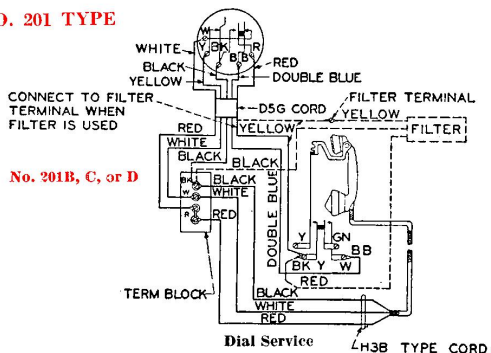 O. 201 TYPE
W
Y
BK
B
B
R
WHITE
RED
BLACK
YELLOW
DOUBLE BLUE
CONNECT TO FILTER
TERMINAL WHEN
FILTER IS USED
D5G CORD
FILTER TERMINAL
YELLOW
FILTER
RED
WHITE
BLACK
YELLOW
BLACK
No. 201B, C, or D
BK
W
R
BLACK
WHITE
RED
DOUBLE BLUE
Y
GN
BB
BK Y W
RED
TERM BLOCK
BLACK
WHITE
RED
Dial Service
H3B TYPE CORD